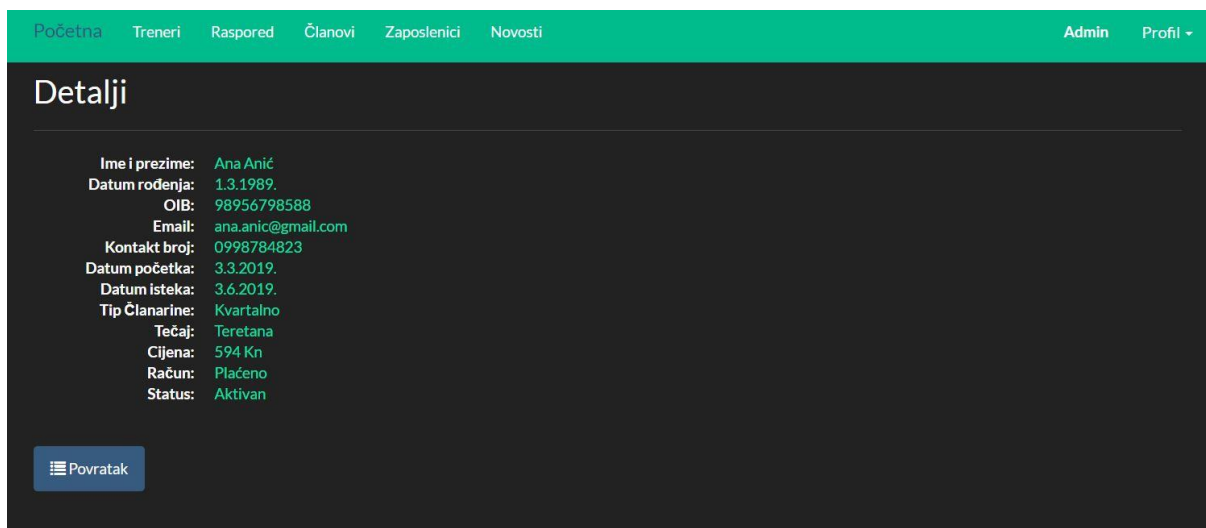 Početna Treneri Raspored Članovi Zaposlenici Novosti Admin Profil
Detalji
Ime i prezime: Ana Anić
Datum rođenja: 1.3.1989.
OIB: 98956798588
Email: ana.anic@gmail.com
Kontakt broj: 0998784823
Datum početka: 3.3.2019.
Datum isteka: 3.6.2019.
Tip Članarine: Kvartalno
Tečaj: Teretana
Cijena: 594 Kn
Račun: Plaćeno
Status: Aktivan
Povratak